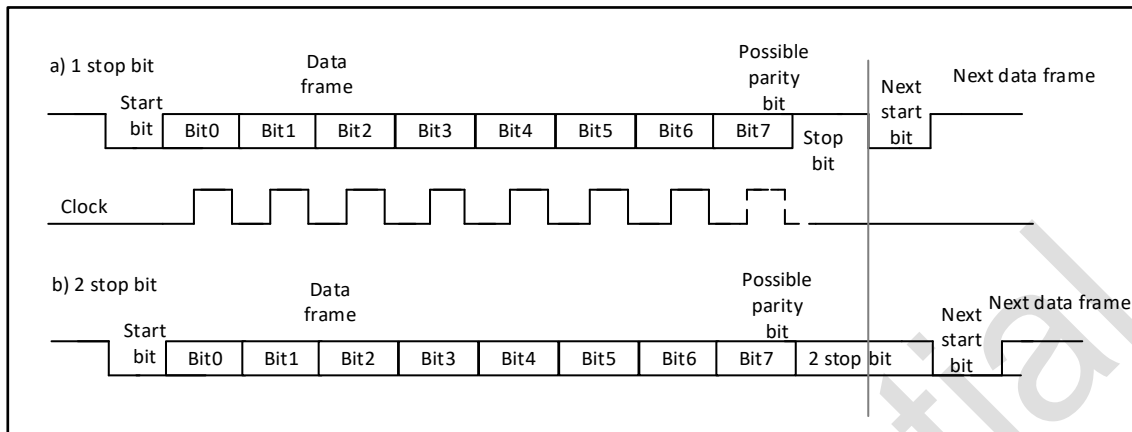 a) 1 stop bit
Data
frame
Possible
parity
bit
Next data frame
Start
bit
Next
start
bit
Bit0 Bit1 Bit2 Bit3 Bit4 Bit5 Bit6 Bit7
Stop
bit
Clock
b) 2 stop bit
Data
frame
Possible
parity
bit
Next data frame
Start
bit
Next
start
bit
Bit0 Bit1 Bit2 Bit3 Bit4 Bit5 Bit6 Bit7 2 stop bit
tial